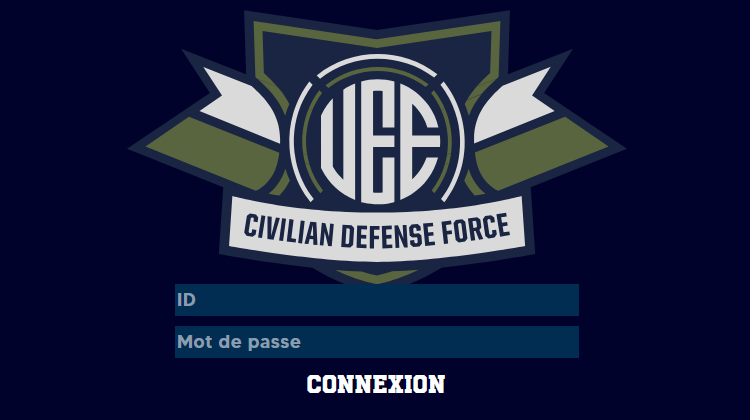 UEE
CIVILIAN DEFENSE FORCE
ID
Mot de passe
CONNEXION